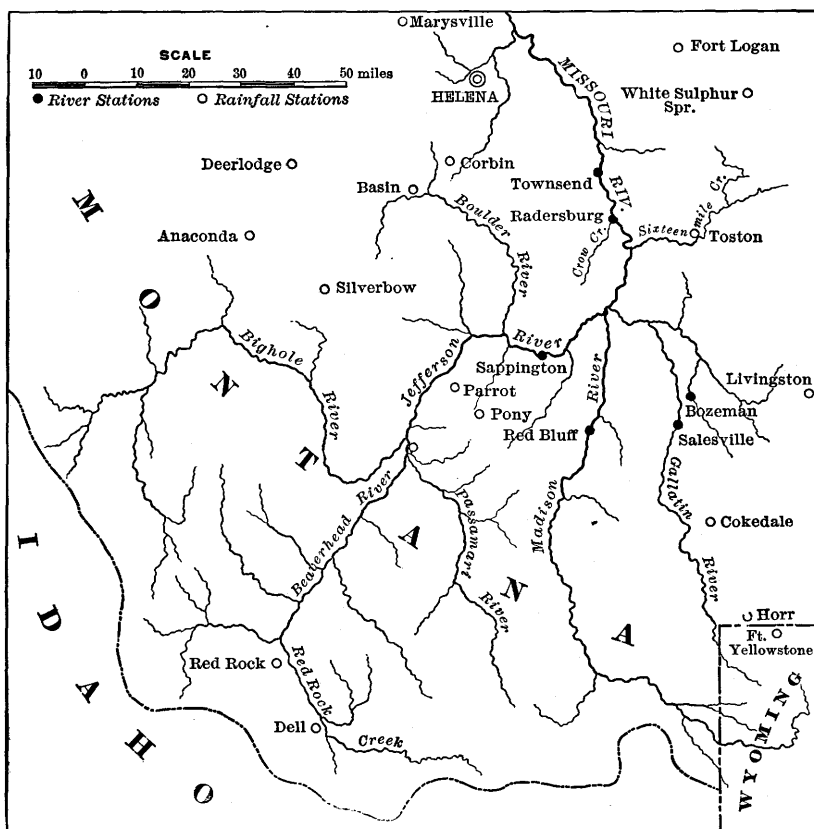 Marysville
SCALE
10 0 10 20 30 40 50 miles
River Stations Rainfall Stations
HELENA
MISSOURI
RIV.
Fort Logan
White Sulphur
Spr.
Deerlodge
Corbin
Basin
Townsend
Boulder
River
Radersburg
Crow Cr.
Sixteen mile Cr.
Toston
Anaconda
Silverbow
MONTANA
Bighole
River
Jefferson
River
Sappington
River
Parrot
Pony
Red Bluff
Livingston
Bozeman
Salesville
Madison
Gallatin
River
Cokedale
Beaverhead River
Passamari
River
IDAHO
Horr
Ft.
Yellowstone
WYOMING
Red Rock
Red Rock
Creek
Dell